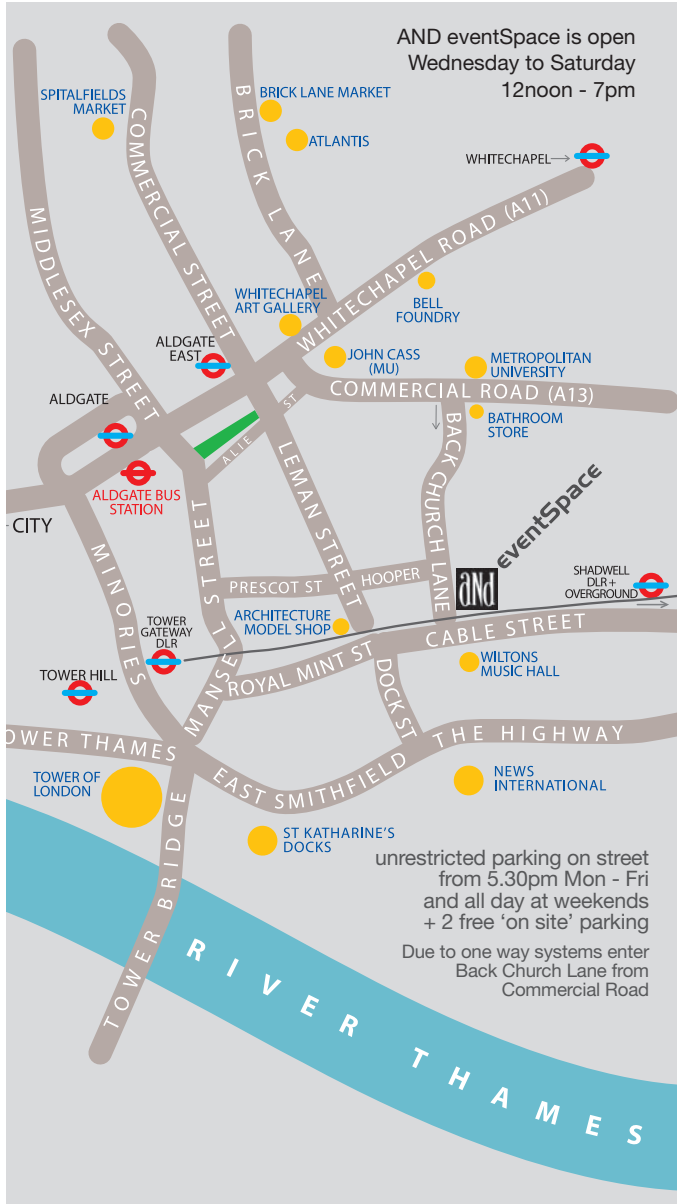 AND eventSpace is open
Wednesday to Saturday
12noon - 7pm
SPITALFIELDS
MARKET
COMMERCIAL STREET
BRICK LANE
BRICK LANE MARKET
ATLANTIS
WHITECHAPEL
MIDDLESEX STREET
WHITECHAPEL ROAD (A11)
WHITECHAPEL
ART GALLERY
BELL
FOUNDRY
ALDGATE
EAST
JOHN CASS
(MU)
METROPOLITAN
UNIVERSITY
ALDGATE
COMMERCIAL ROAD (A13)
ALIE ST
BATHROOM
STORE
ALDGATE BUS
STATION
LEMAN STREET
BACK CHURCH LANE
CITY
MINORIES
MANSELL STREET
PRESCOT ST
HOOPER
and
eventSpace
SHADWELL
DLR +
OVERGROUND
ARCHITECTURE
MODEL SHOP
TOWER
GATEWAY
DLR
CABLE STREET
ROYAL MINT ST
WILTONS
MUSIC HALL
TOWER HILL
DOCK ST
OWER THAMES
EAST SMITHFIELD
THE HIGHWAY
TOWER OF
LONDON
NEWS
INTERNATIONAL
ST KATHARINE'S
DOCKS
TOWER BRIDGE
unrestricted parking on street
from 5.30pm Mon - Fri
and all day at weekends
+ 2 free ‘on site’ parking
Due to one way systems enter
Back Church Lane from
Commercial Road
RIVER THAMES